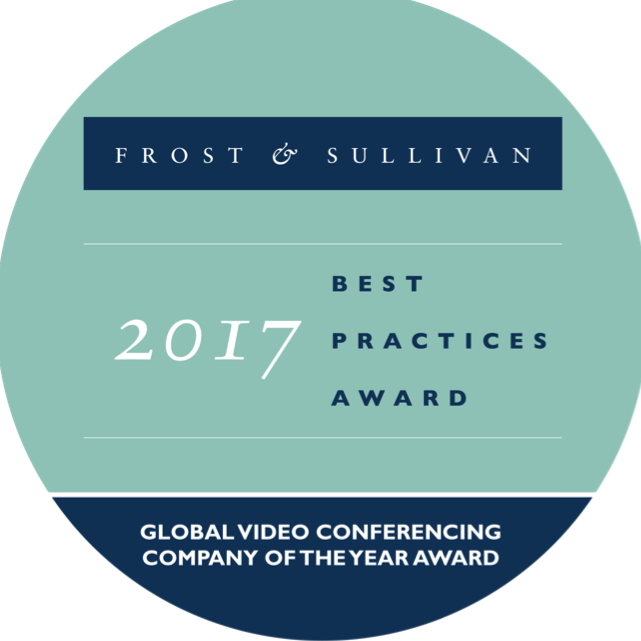 FROST & SULLIVAN
2017
BEST
PRACTICES
AWARD
GLOBAL VIDEO CONFERENCING
COMPANY OF THE YEAR AWARD